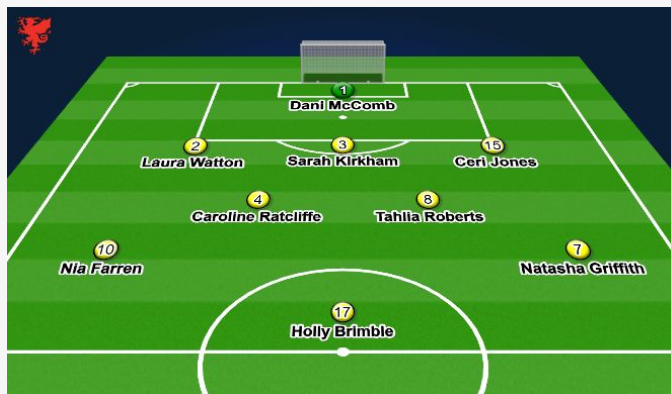 1
Dani McComb
2
3
15
Laura Watton
Sarah Kirkham
Ceri Jones
4
8
Caroline Ratcliffe
Tahlia Roberts
10
7
Nia Farren
Natasha Griffith
17
Holly Brimble